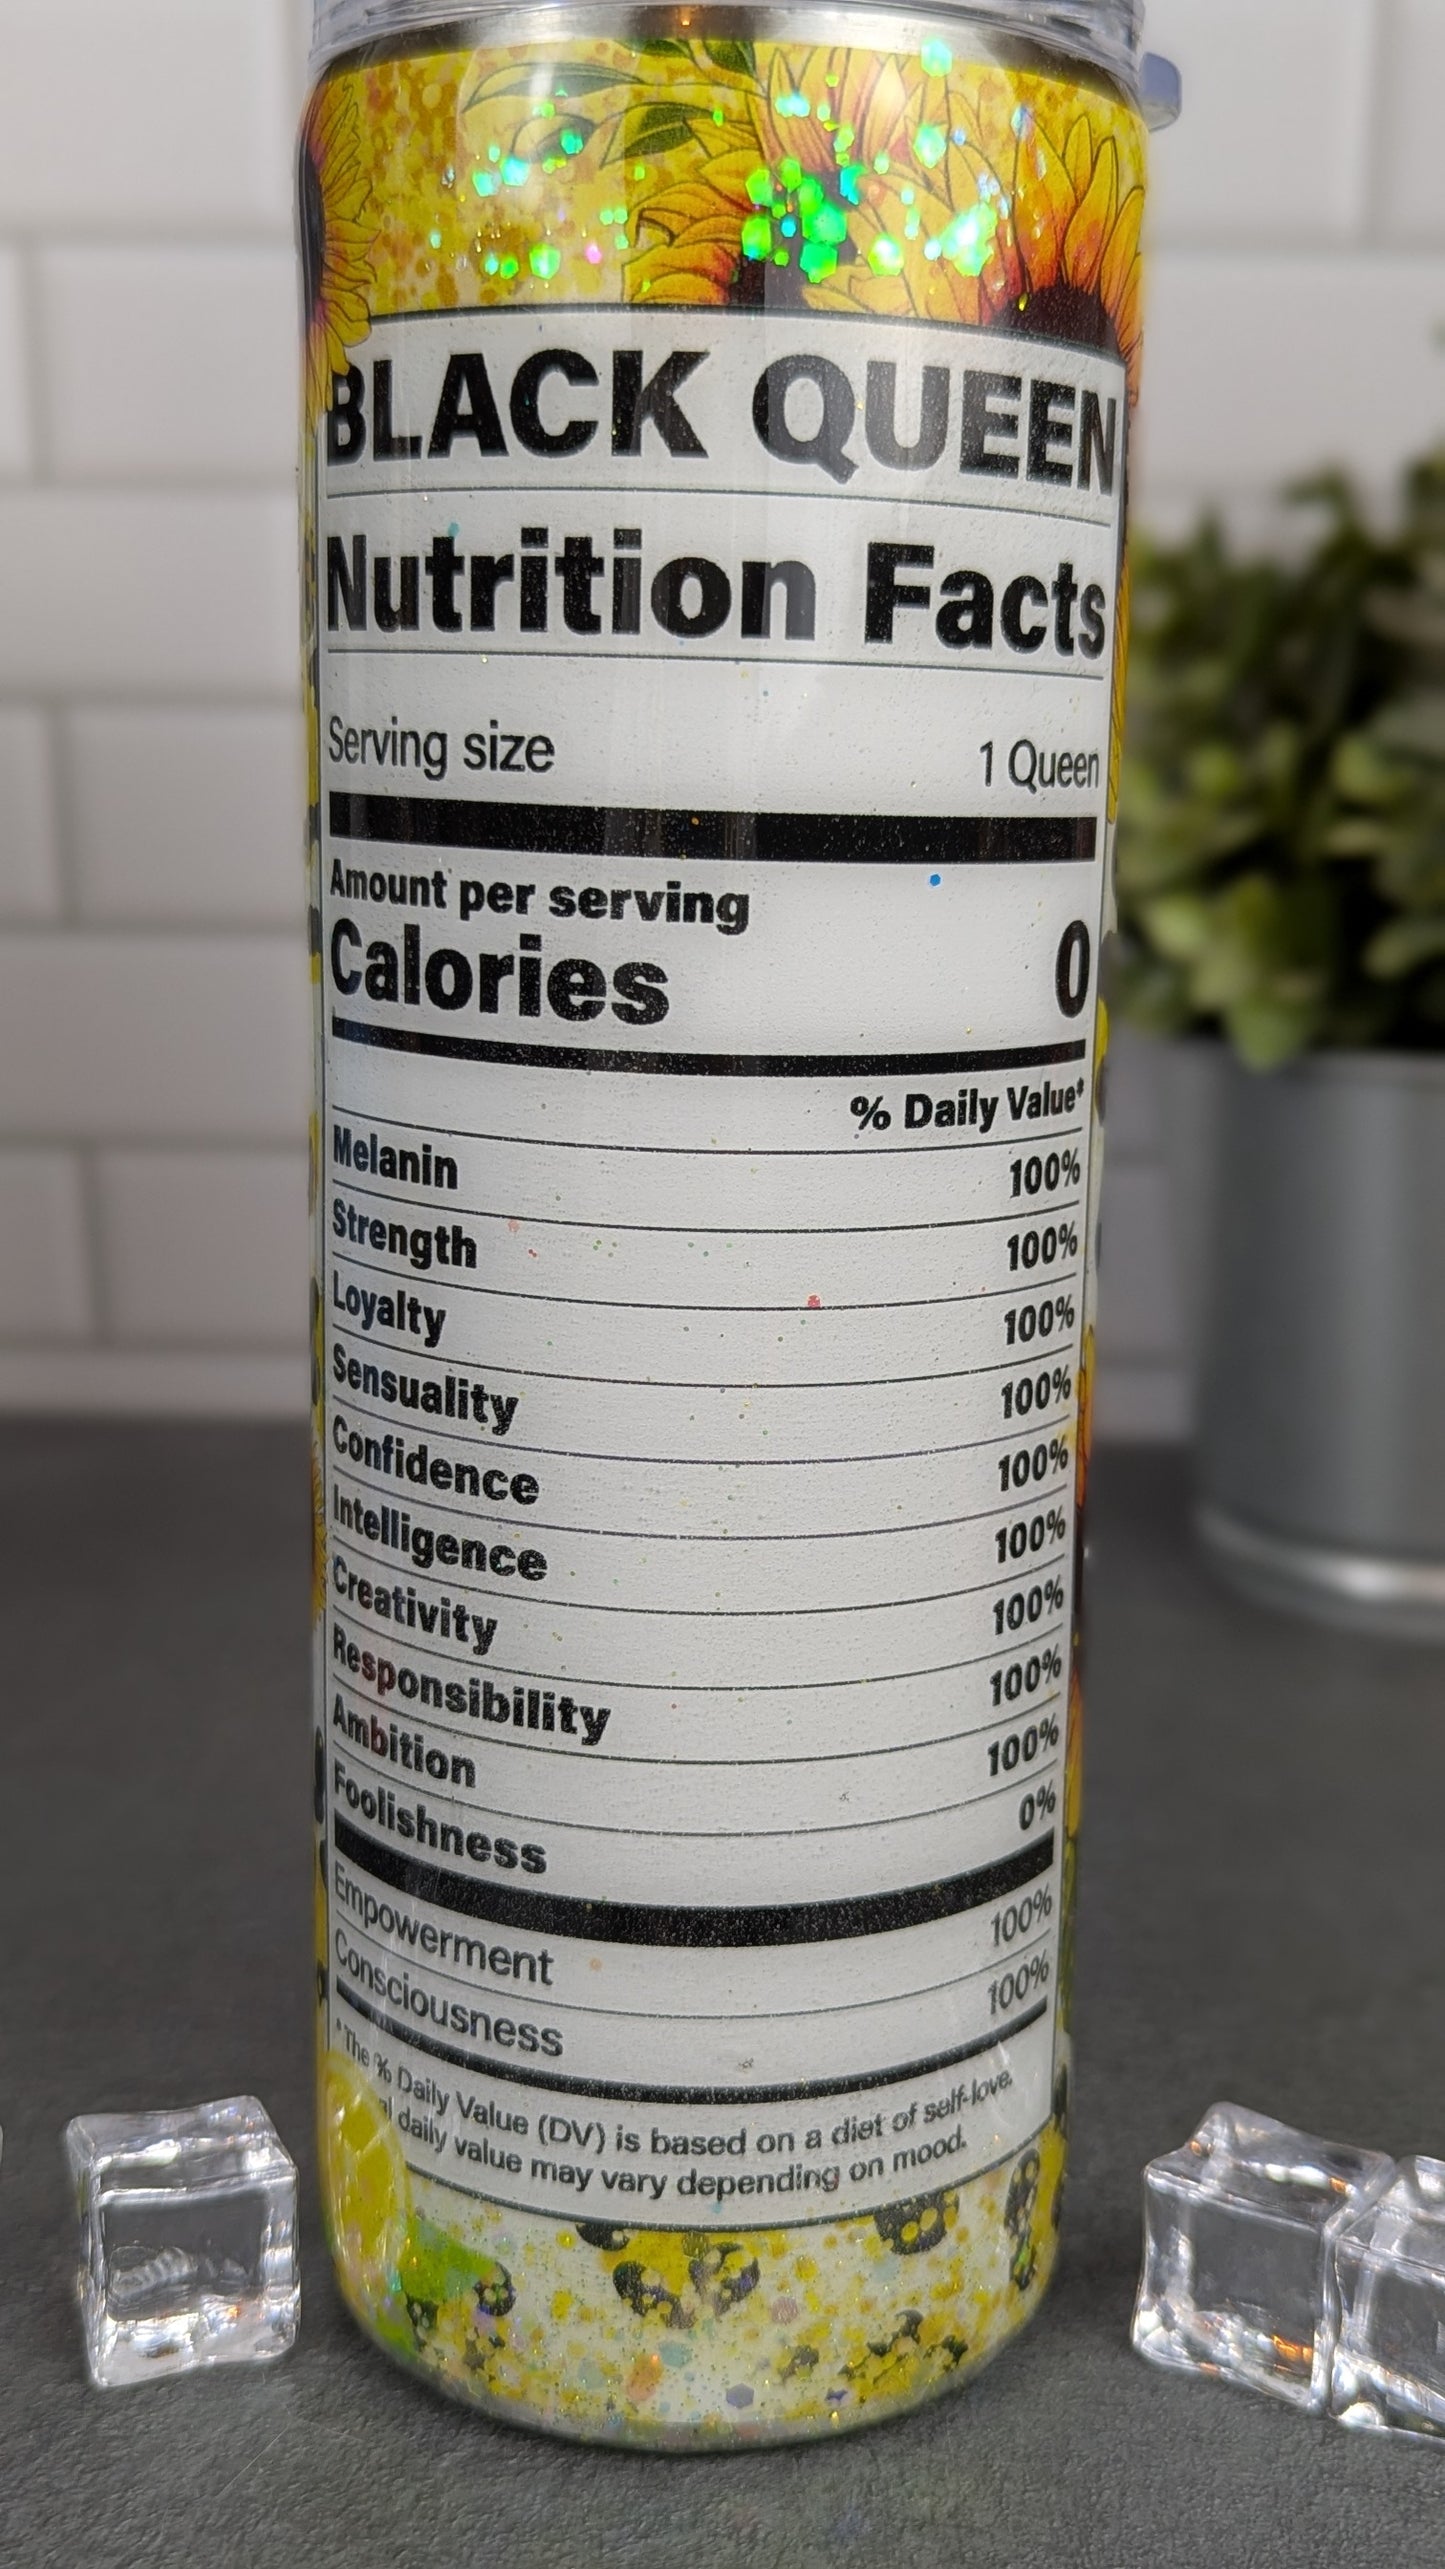 BLACK QUEEN
Nutrition Facts
Serving size 1 Queen
Amount per serving
Calories 0
% Daily Value*
Melanin 100%
Strength 100%
Loyalty 100%
Sensuality 100%
Confidence 100%
Intelligence 100%
Creativity 100%
Responsibility 100%
Ambition 100%
Foolishness 0%
Empowerment 100%
Consciousness 100%
*The % Daily Value (DV) is based on a diet of self-love.
daily value may vary depending on mood.